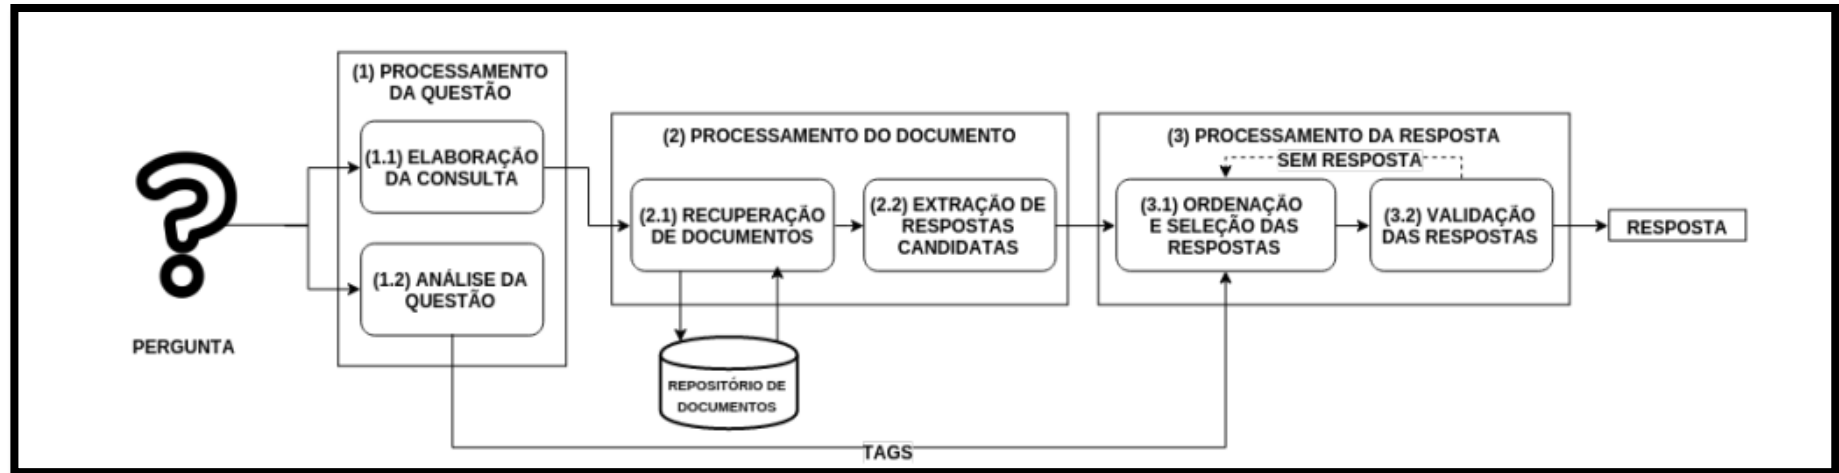 PERGUNTA
(1) PROCESSAMENTO
DA QUESTÃO
(1.1) ELABORAÇÃO
DA CONSULTA
(1.2) ANÁLISE DA
QUESTÃO
(2) PROCESSAMENTO DO DOCUMENTO
(2.1) RECUPERAÇÃO
DE DOCUMENTOS
(2.2) EXTRAÇÃO DE
RESPOSTAS
CANDIDATAS
REPOSITÓRIO DE
DOCUMENTOS
(3) PROCESSAMENTO DA RESPOSTA
SEM RESPOSTA
(3.1) ORDENAÇÃO
E SELEÇÃO DAS
RESPOSTAS
(3.2) VALIDAÇÃO
DAS RESPOSTAS
RESPOSTA
TAGS